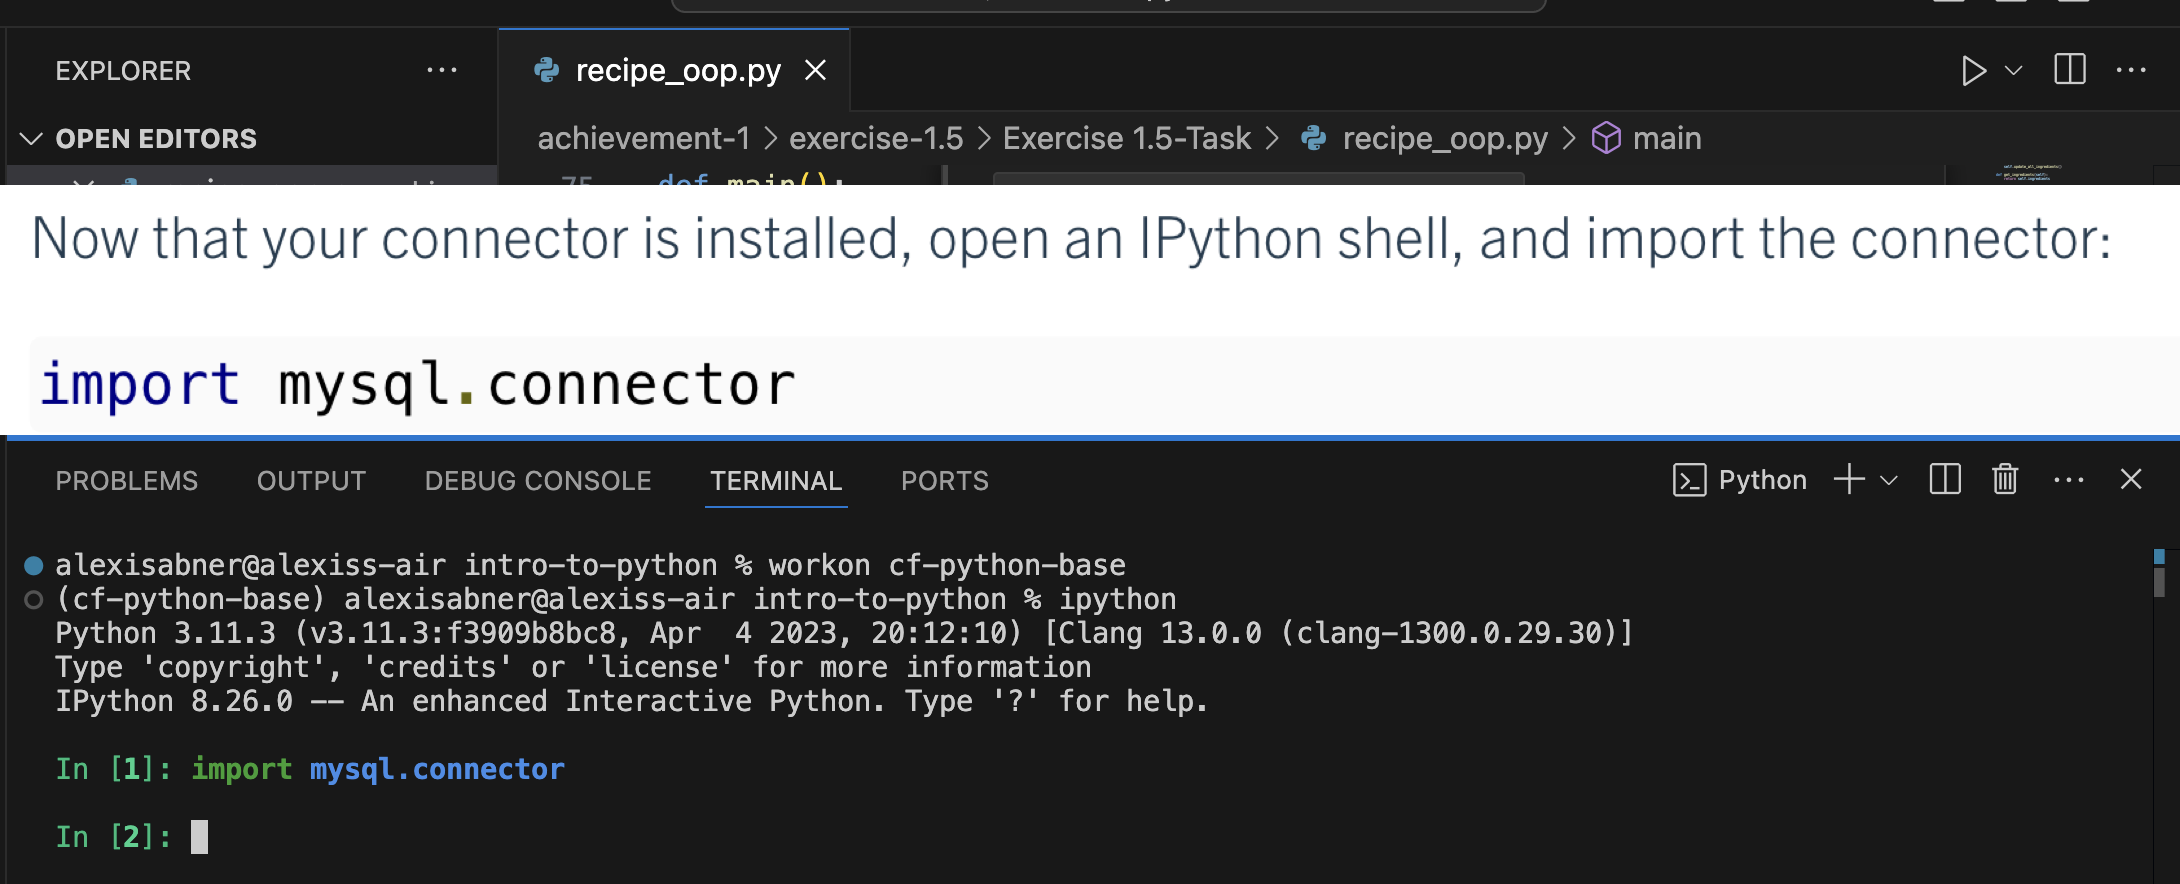 EXPLORER
recipe_oop.py
OPEN EDITORS
achievement-1 > exercise-1.5 > Exercise 1.5-Task > recipe_oop.py > main
75 def main():
Now that your connector is installed, open an IPython shell, and import the connector:
import mysql.connector
PROBLEMS OUTPUT DEBUG CONSOLE TERMINAL PORTS Python
alexisabner@alexiss-air intro-to-python % workon cf-python-base
(cf-python-base) alexisabner@alexiss-air intro-to-python % ipython
Python 3.11.3 (v3.11.3:f3909b8bc8, Apr  4 2023, 20:12:10) [Clang 13.0.0 (clang-1300.0.29.30)]
Type 'copyright', 'credits' or 'license' for more information
IPython 8.26.0 -- An enhanced Interactive Python. Type '?' for help.
In [1]: import mysql.connector
In [2]: